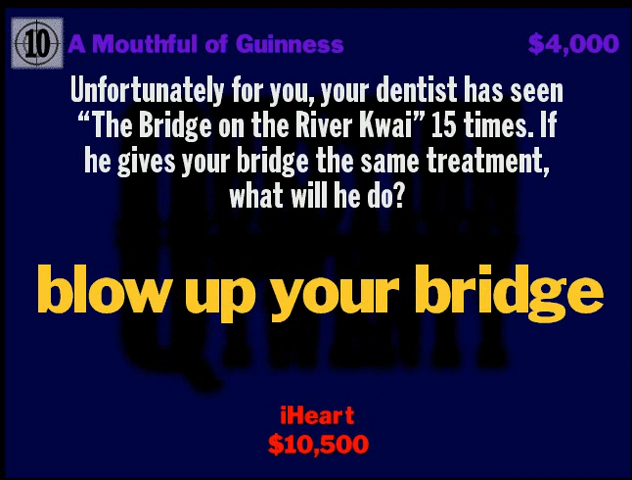 10 A Mouthful of Guinness $4,000
Unfortunately for you, your dentist has seen
“The Bridge on the River Kwai” 15 times. If
he gives your bridge the same treatment,
what will he do?
blow up your bridge
iHeart
$10,500